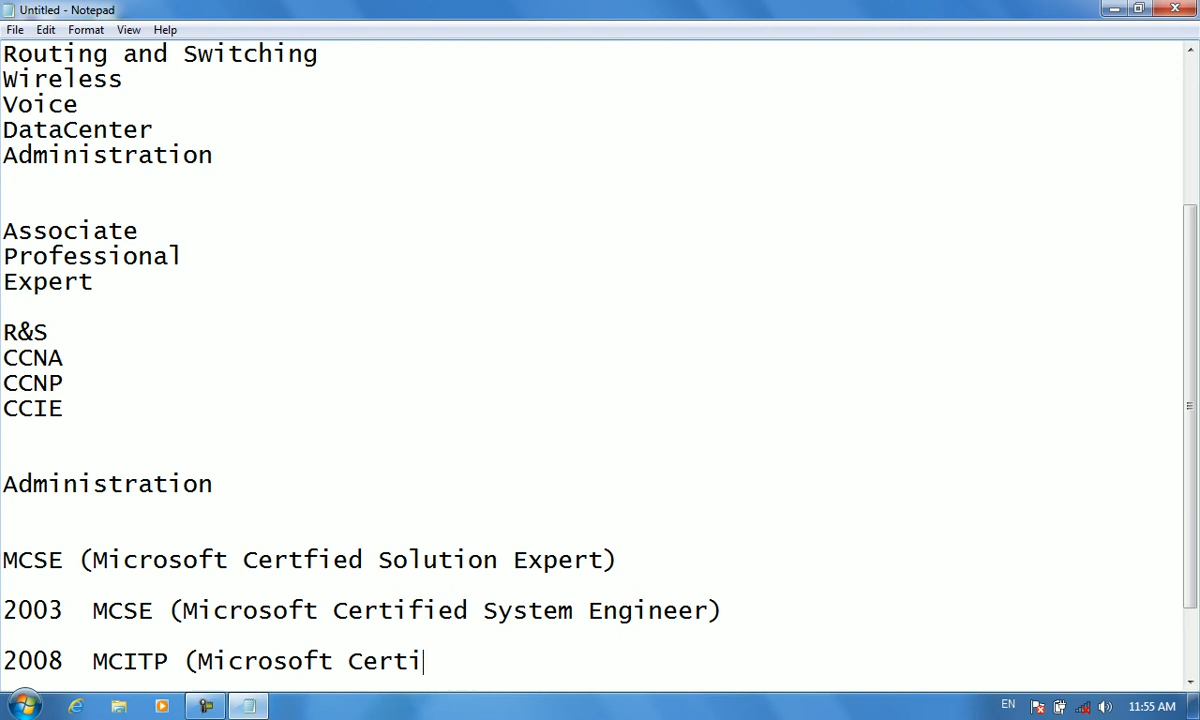 Untitled - Notepad
File Edit Format View Help
Routing and Switching
Wireless
Voice
DataCenter
Administration
Associate
Professional
Expert
R&S
CCNA
CCNP
CCIE
Administration
MCSE (Microsoft Certfied Solution Expert)
2003 MCSE (Microsoft Certified System Engineer)
2008 MCITP (Microsoft Certi
EN 11:55 AM